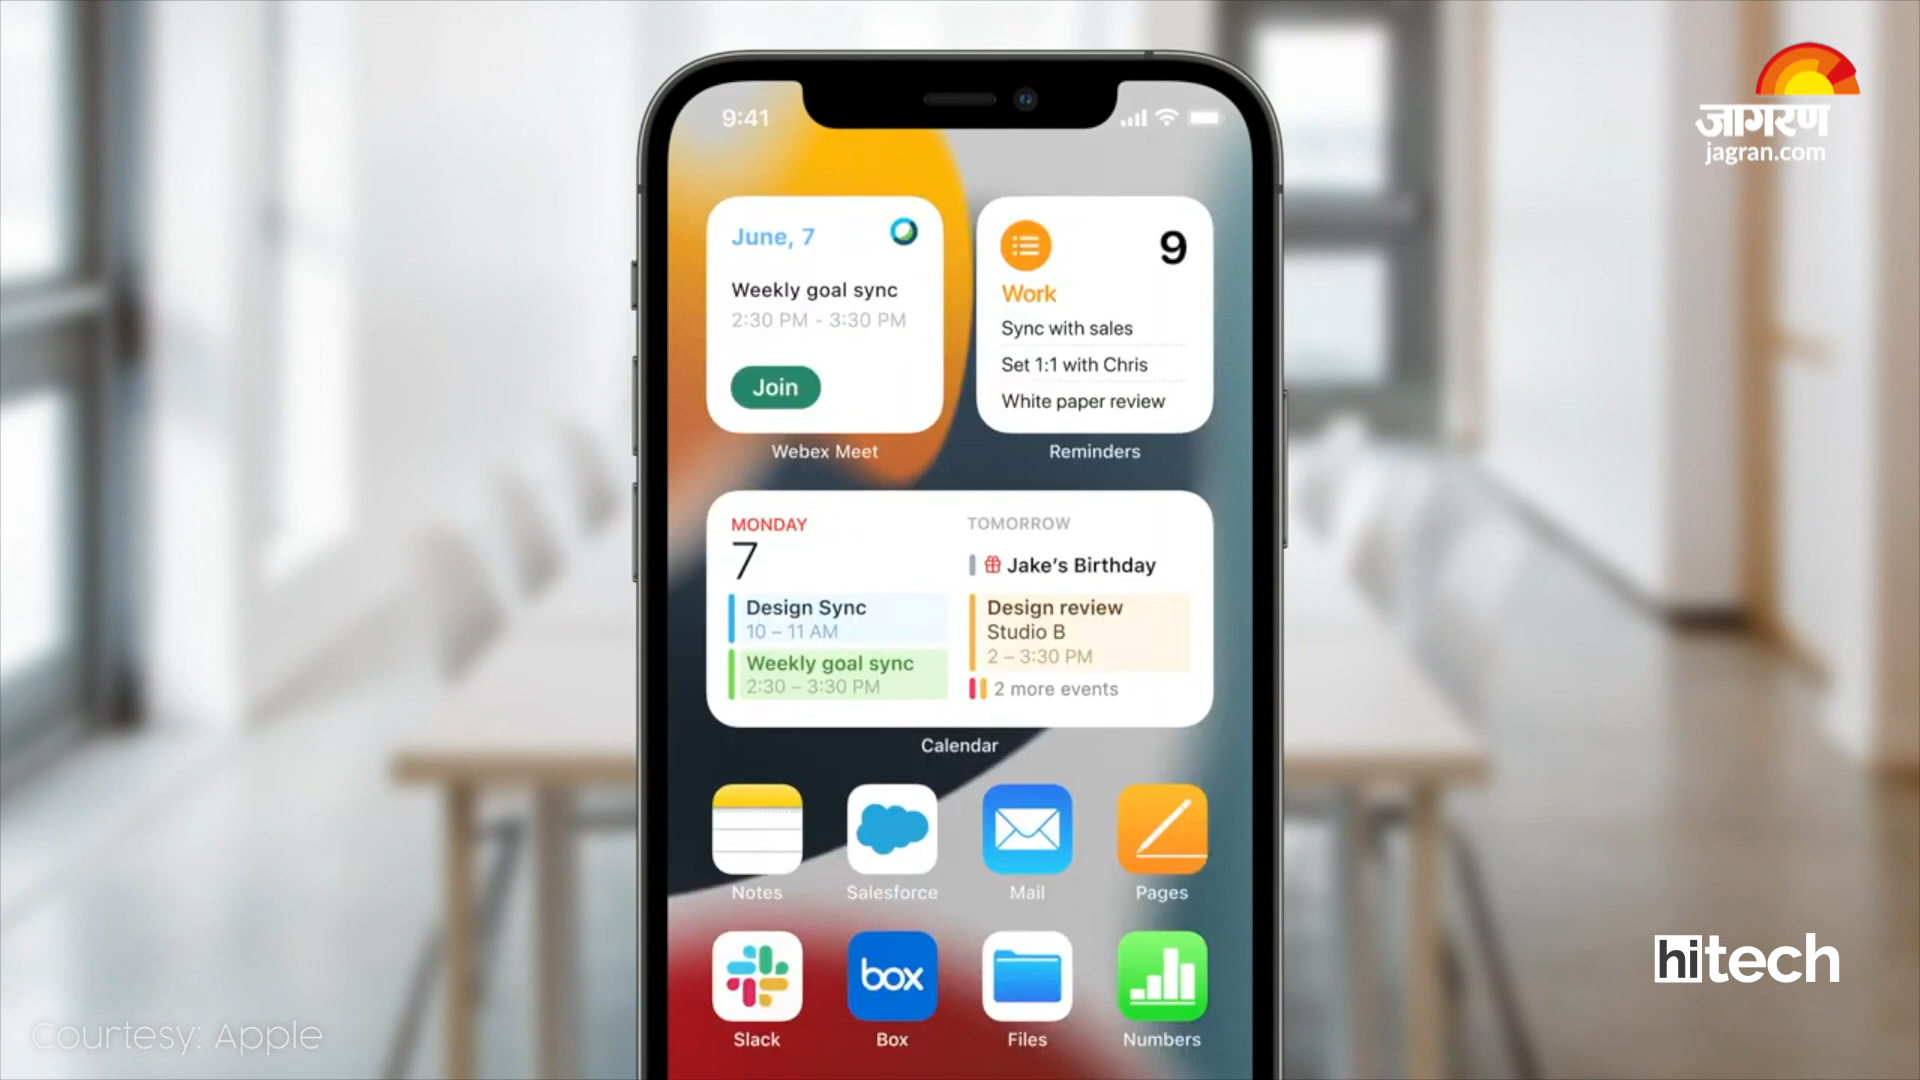 9:41
जागरण
jagran.com
June, 7
Weekly goal sync
2:30 PM - 3:30 PM
Join
Webex Meet
9
Work
Sync with sales
Set 1:1 with Chris
White paper review
Reminders
MONDAY
7
Design Sync
10 – 11 AM
Weekly goal sync
2:30 – 3:30 PM
TOMORROW
Jake's Birthday
Design review
Studio B
2 – 3:30 PM
2 more events
Calendar
Notes
Salesforce
Mail
Pages
box
Slack
Box
Files
Numbers
hitech
Courtesy: Apple